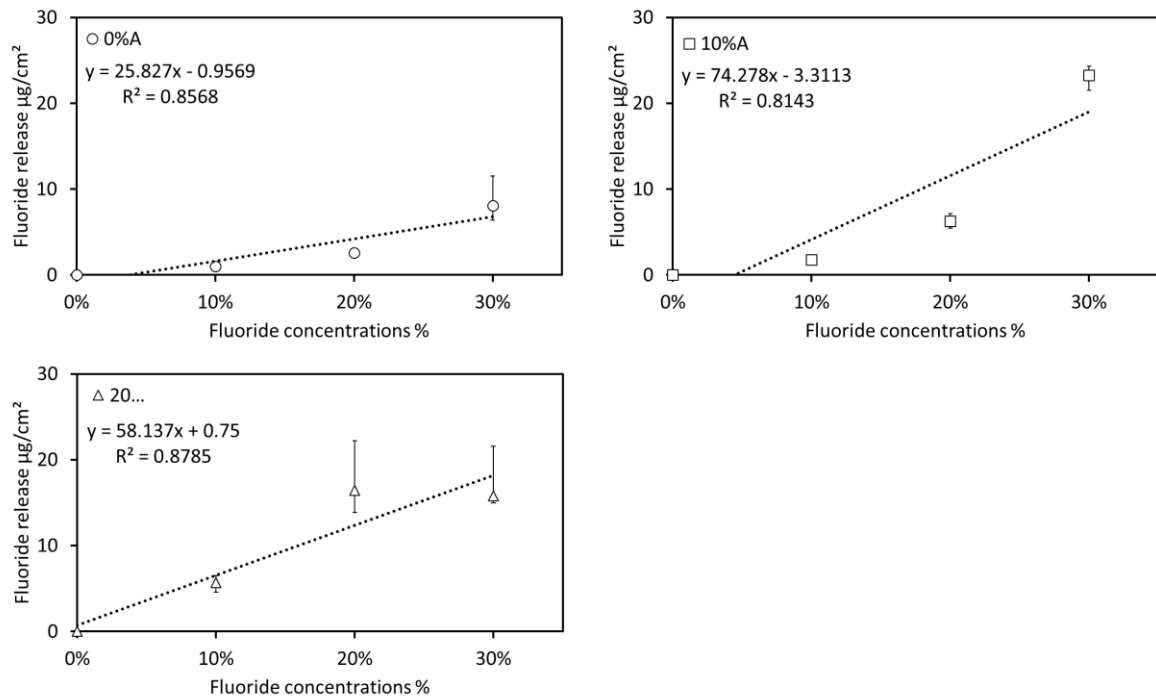 30
0%A
y = 25.827x - 0.9569
R² = 0.8568
20
10
0
Fluoride release µg/cm²
0% 10% 20% 30%
Fluoride concentrations %
30
10%A
y = 74.278x - 3.3113
R² = 0.8143
20
10
0
Fluoride release µg/cm²
0% 10% 20% 30%
Fluoride concentrations %
30
20...
y = 58.137x + 0.75
R² = 0.8785
20
10
0
Fluoride release µg/cm²
0% 10% 20% 30%
Fluoride concentrations %